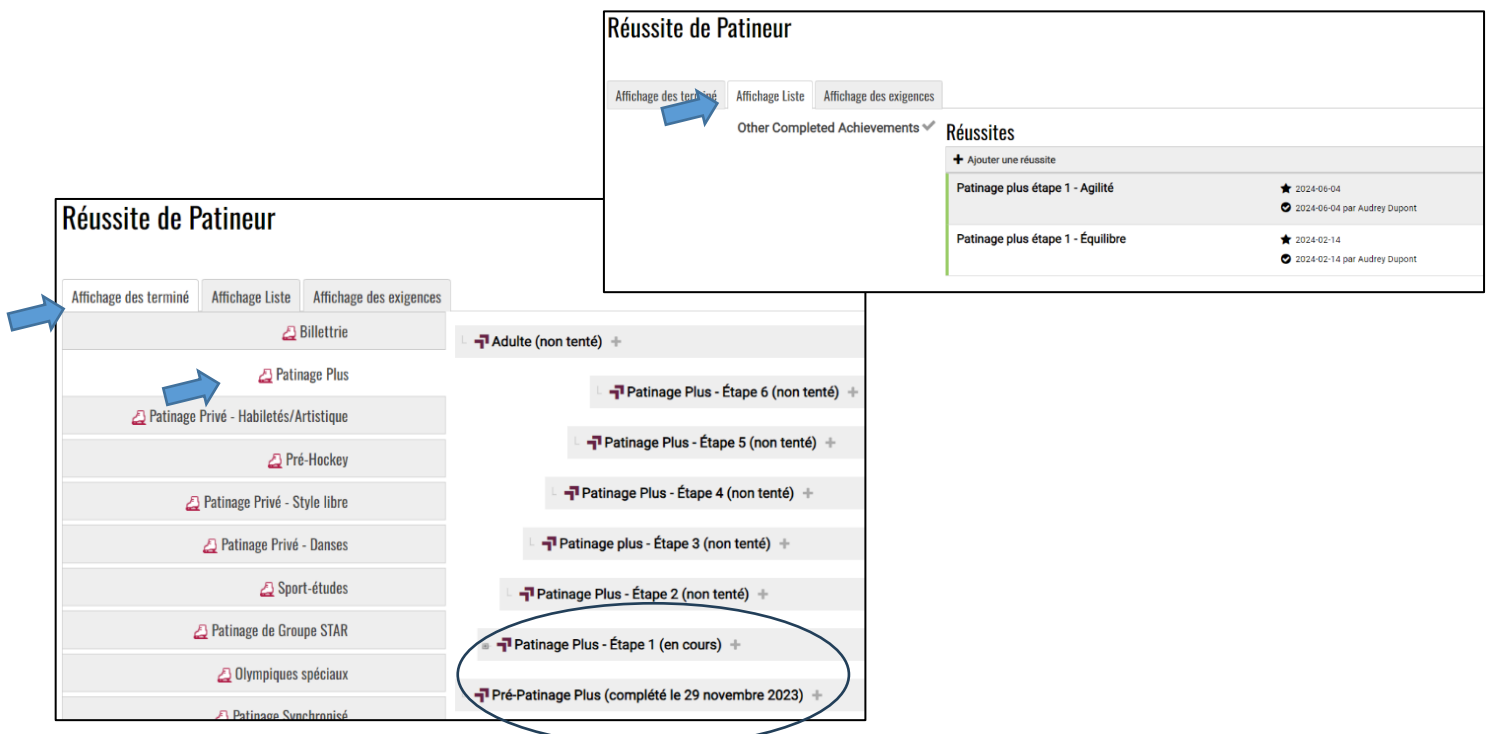 Réussite de Patineur
Affichage des terminé Affichage Liste Affichage des exigences
Other Completed Achievements
Réussites
Ajouter une réussite
Patinage plus étape 1 - Agilité
2024-06-04
2024-06-04 par Audrey Dupont
Patinage plus étape 1 - Équilibre
2024-02-14
2024-02-14 par Audrey Dupont
Réussite de Patineur
Affichage des terminé Affichage Liste Affichage des exigences
Billettrie
Patinage Plus
Patinage Privé - Habiletés/Artistique
Pré-Hockey
Patinage Privé - Style libre
Patinage Privé - Danses
Sport-études
Patinage de Groupe STAR
Olympiques spéciaux
Patinage Synchronisé
Adulte (non tenté)
Patinage Plus - Étape 6 (non tenté)
Patinage Plus - Étape 5 (non tenté)
Patinage Plus - Étape 4 (non tenté)
Patinage plus - Étape 3 (non tenté)
Patinage Plus - Étape 2 (non tenté)
Patinage Plus - Étape 1 (en cours)
Pré-Patinage Plus (complété le 29 novembre 2023)